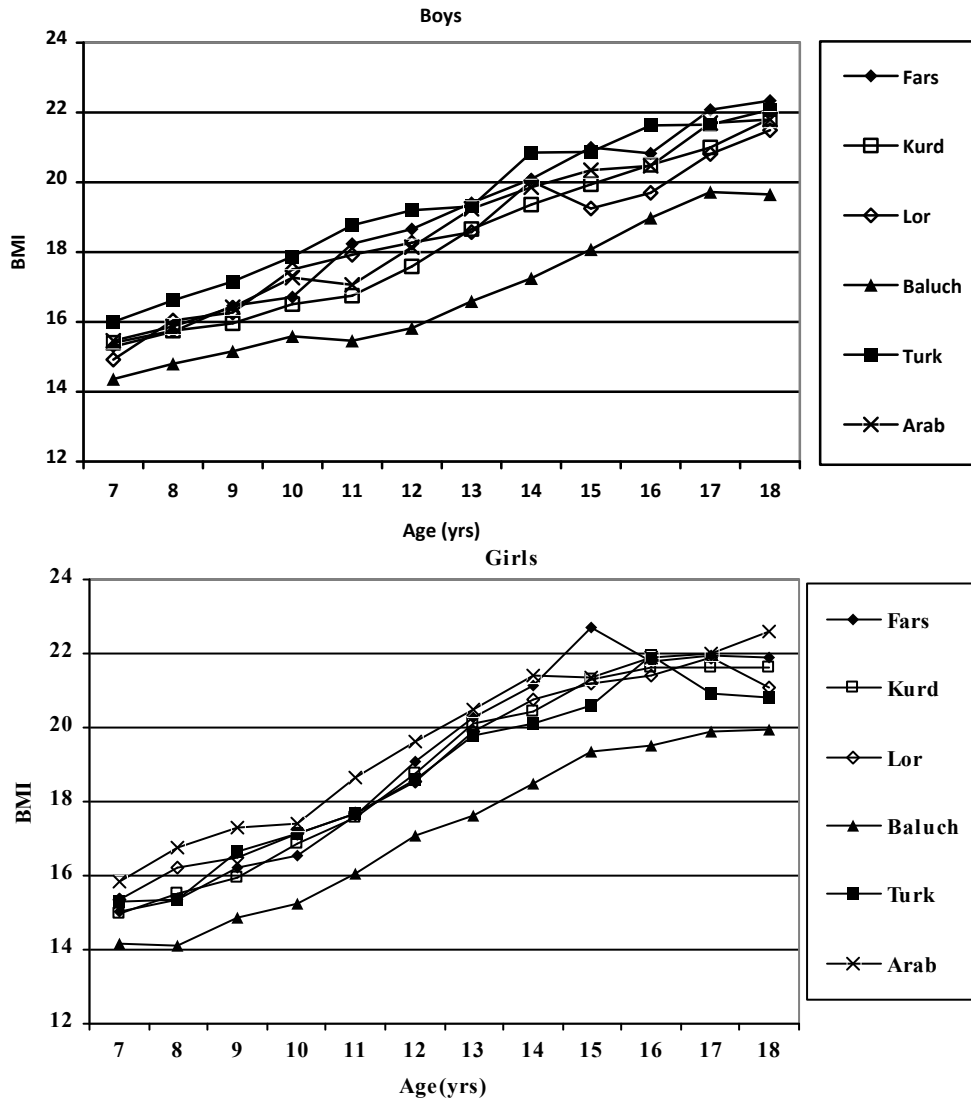 Boys
24
22
20
18
16
14
12
BMI
7 8 9 10 11 12 13 14 15 16 17 18
Age (yrs)
Fars
Kurd
Lor
Baluch
Turk
Arab
Girls
24
22
20
18
16
14
12
BMI
7 8 9 10 11 12 13 14 15 16 17 18
Age(yrs)
Fars
Kurd
Lor
Baluch
Turk
Arab